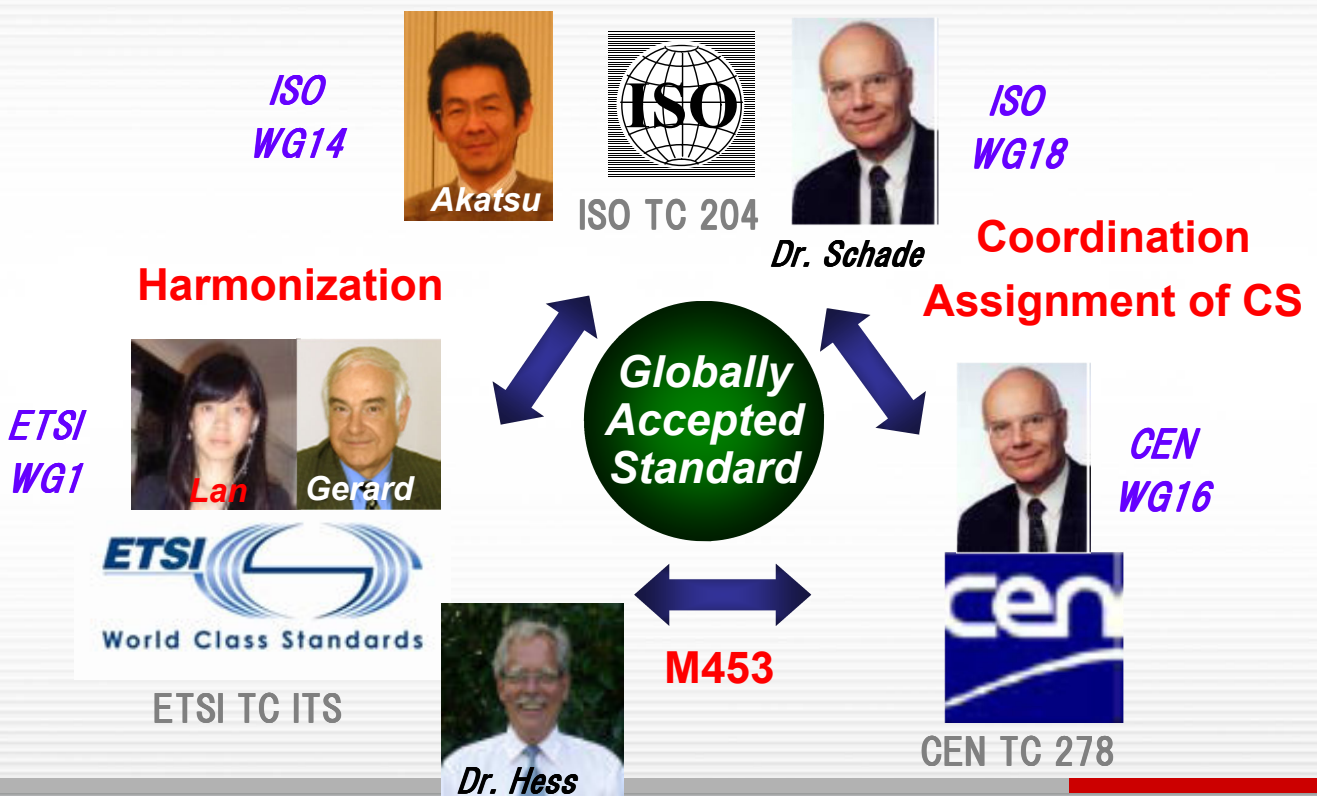 ISO
WG14
Akatsu
ISO
ISO TC 204
Dr. Schade
ISO
WG18
Coordination
Assignment of CS
Harmonization
Globally
Accepted
Standard
ETSI
WG1
Lan
Gerard
ETSI
World Class Standards
ETSI TC ITS
Dr. Hess
M453
CEN
WG16
cen
CEN TC 278